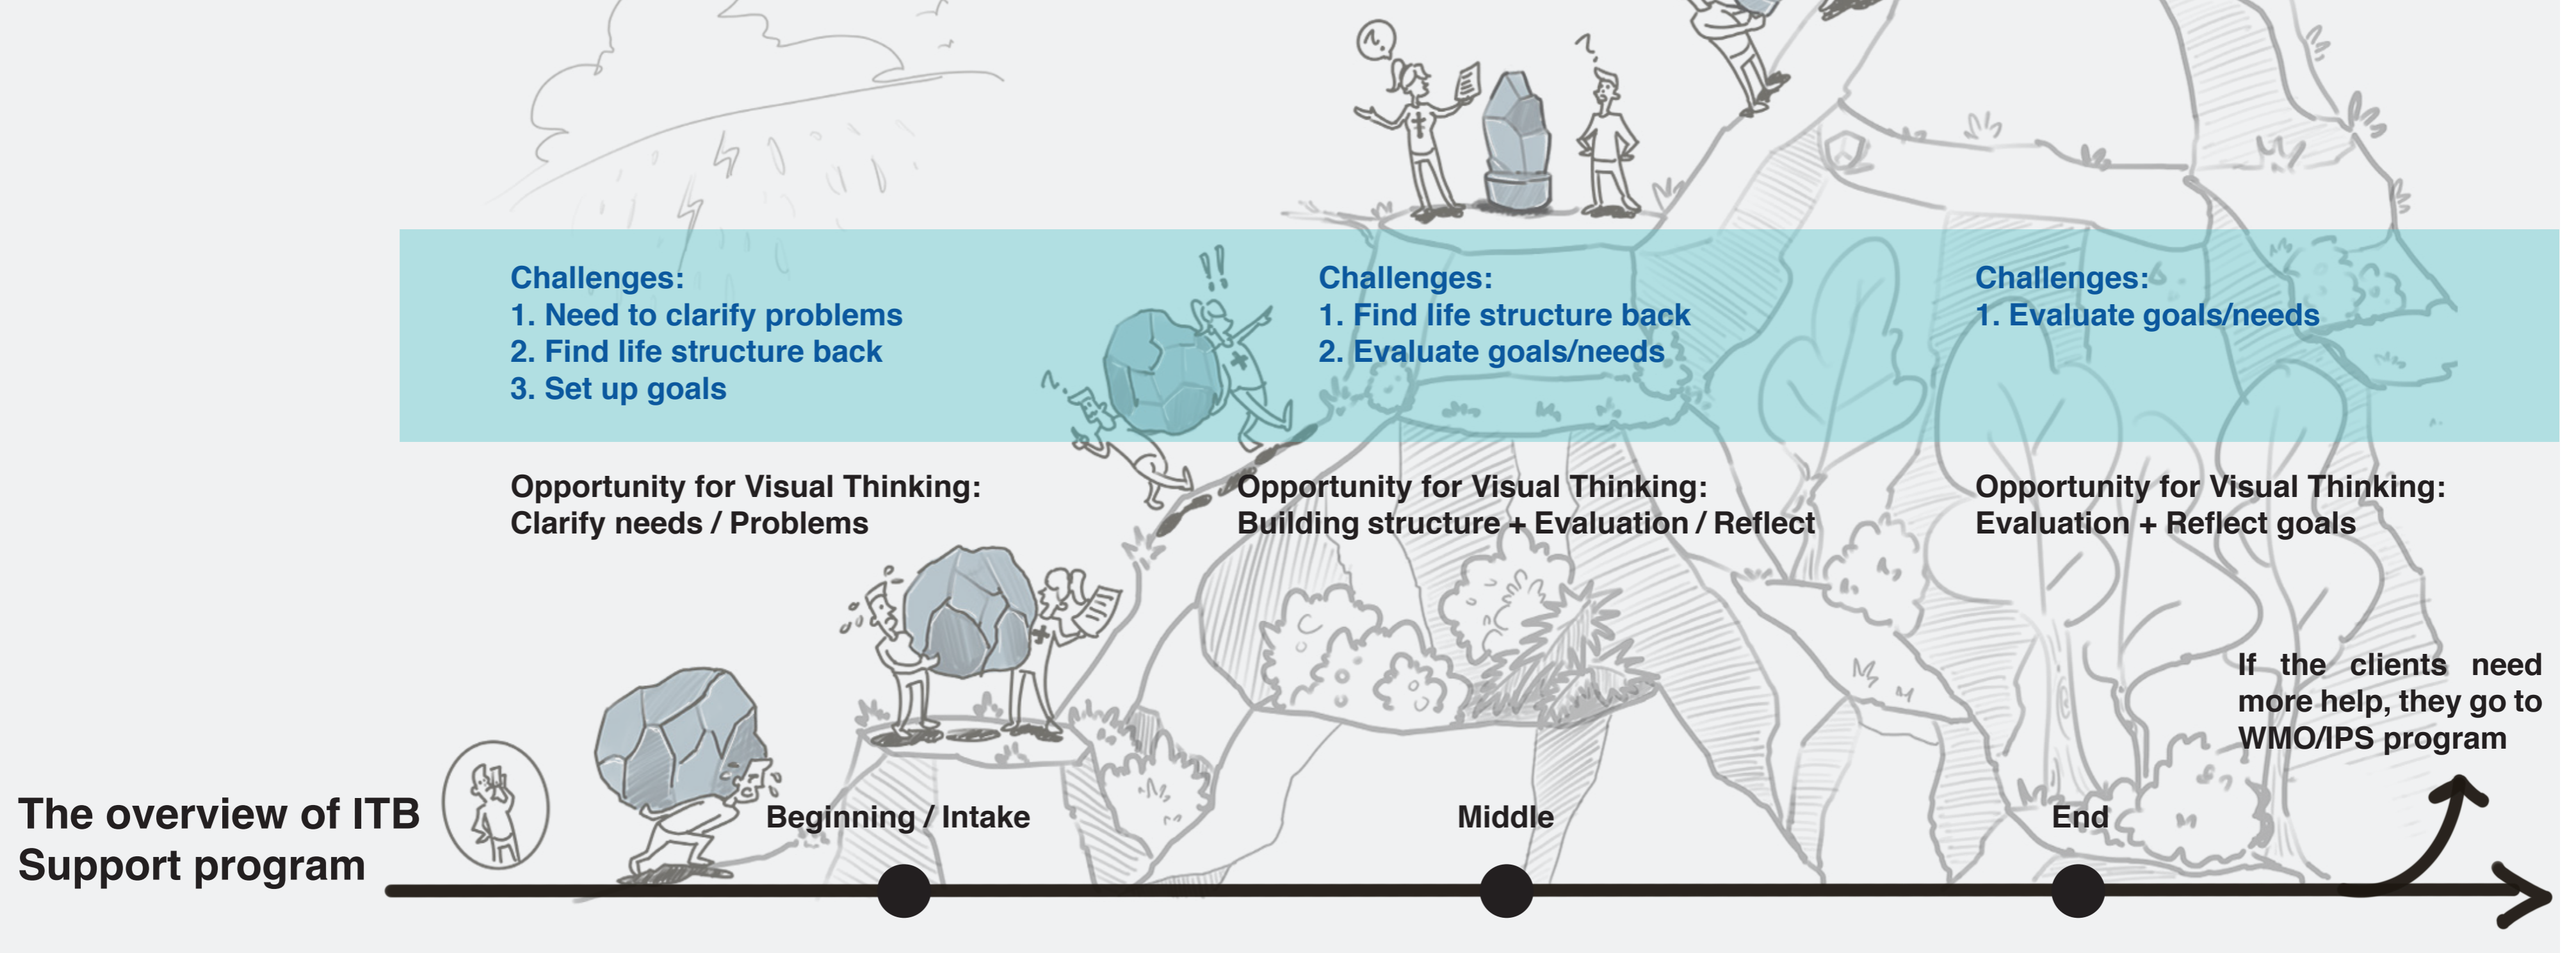 Challenges:
1. Need to clarify problems
2. Find life structure back
3. Set up goals
Challenges:
1. Find life structure back
2. Evaluate goals/needs
Challenges:
1. Evaluate goals/needs
Opportunity for Visual Thinking:
Clarify needs / Problems
Opportunity for Visual Thinking:
Building structure + Evaluation / Reflect
Opportunity for Visual Thinking:
Evaluation + Reflect goals
If the clients need
more help, they go to
WMO/IPS program
The overview of ITB
Support program
Beginning / Intake
Middle
End